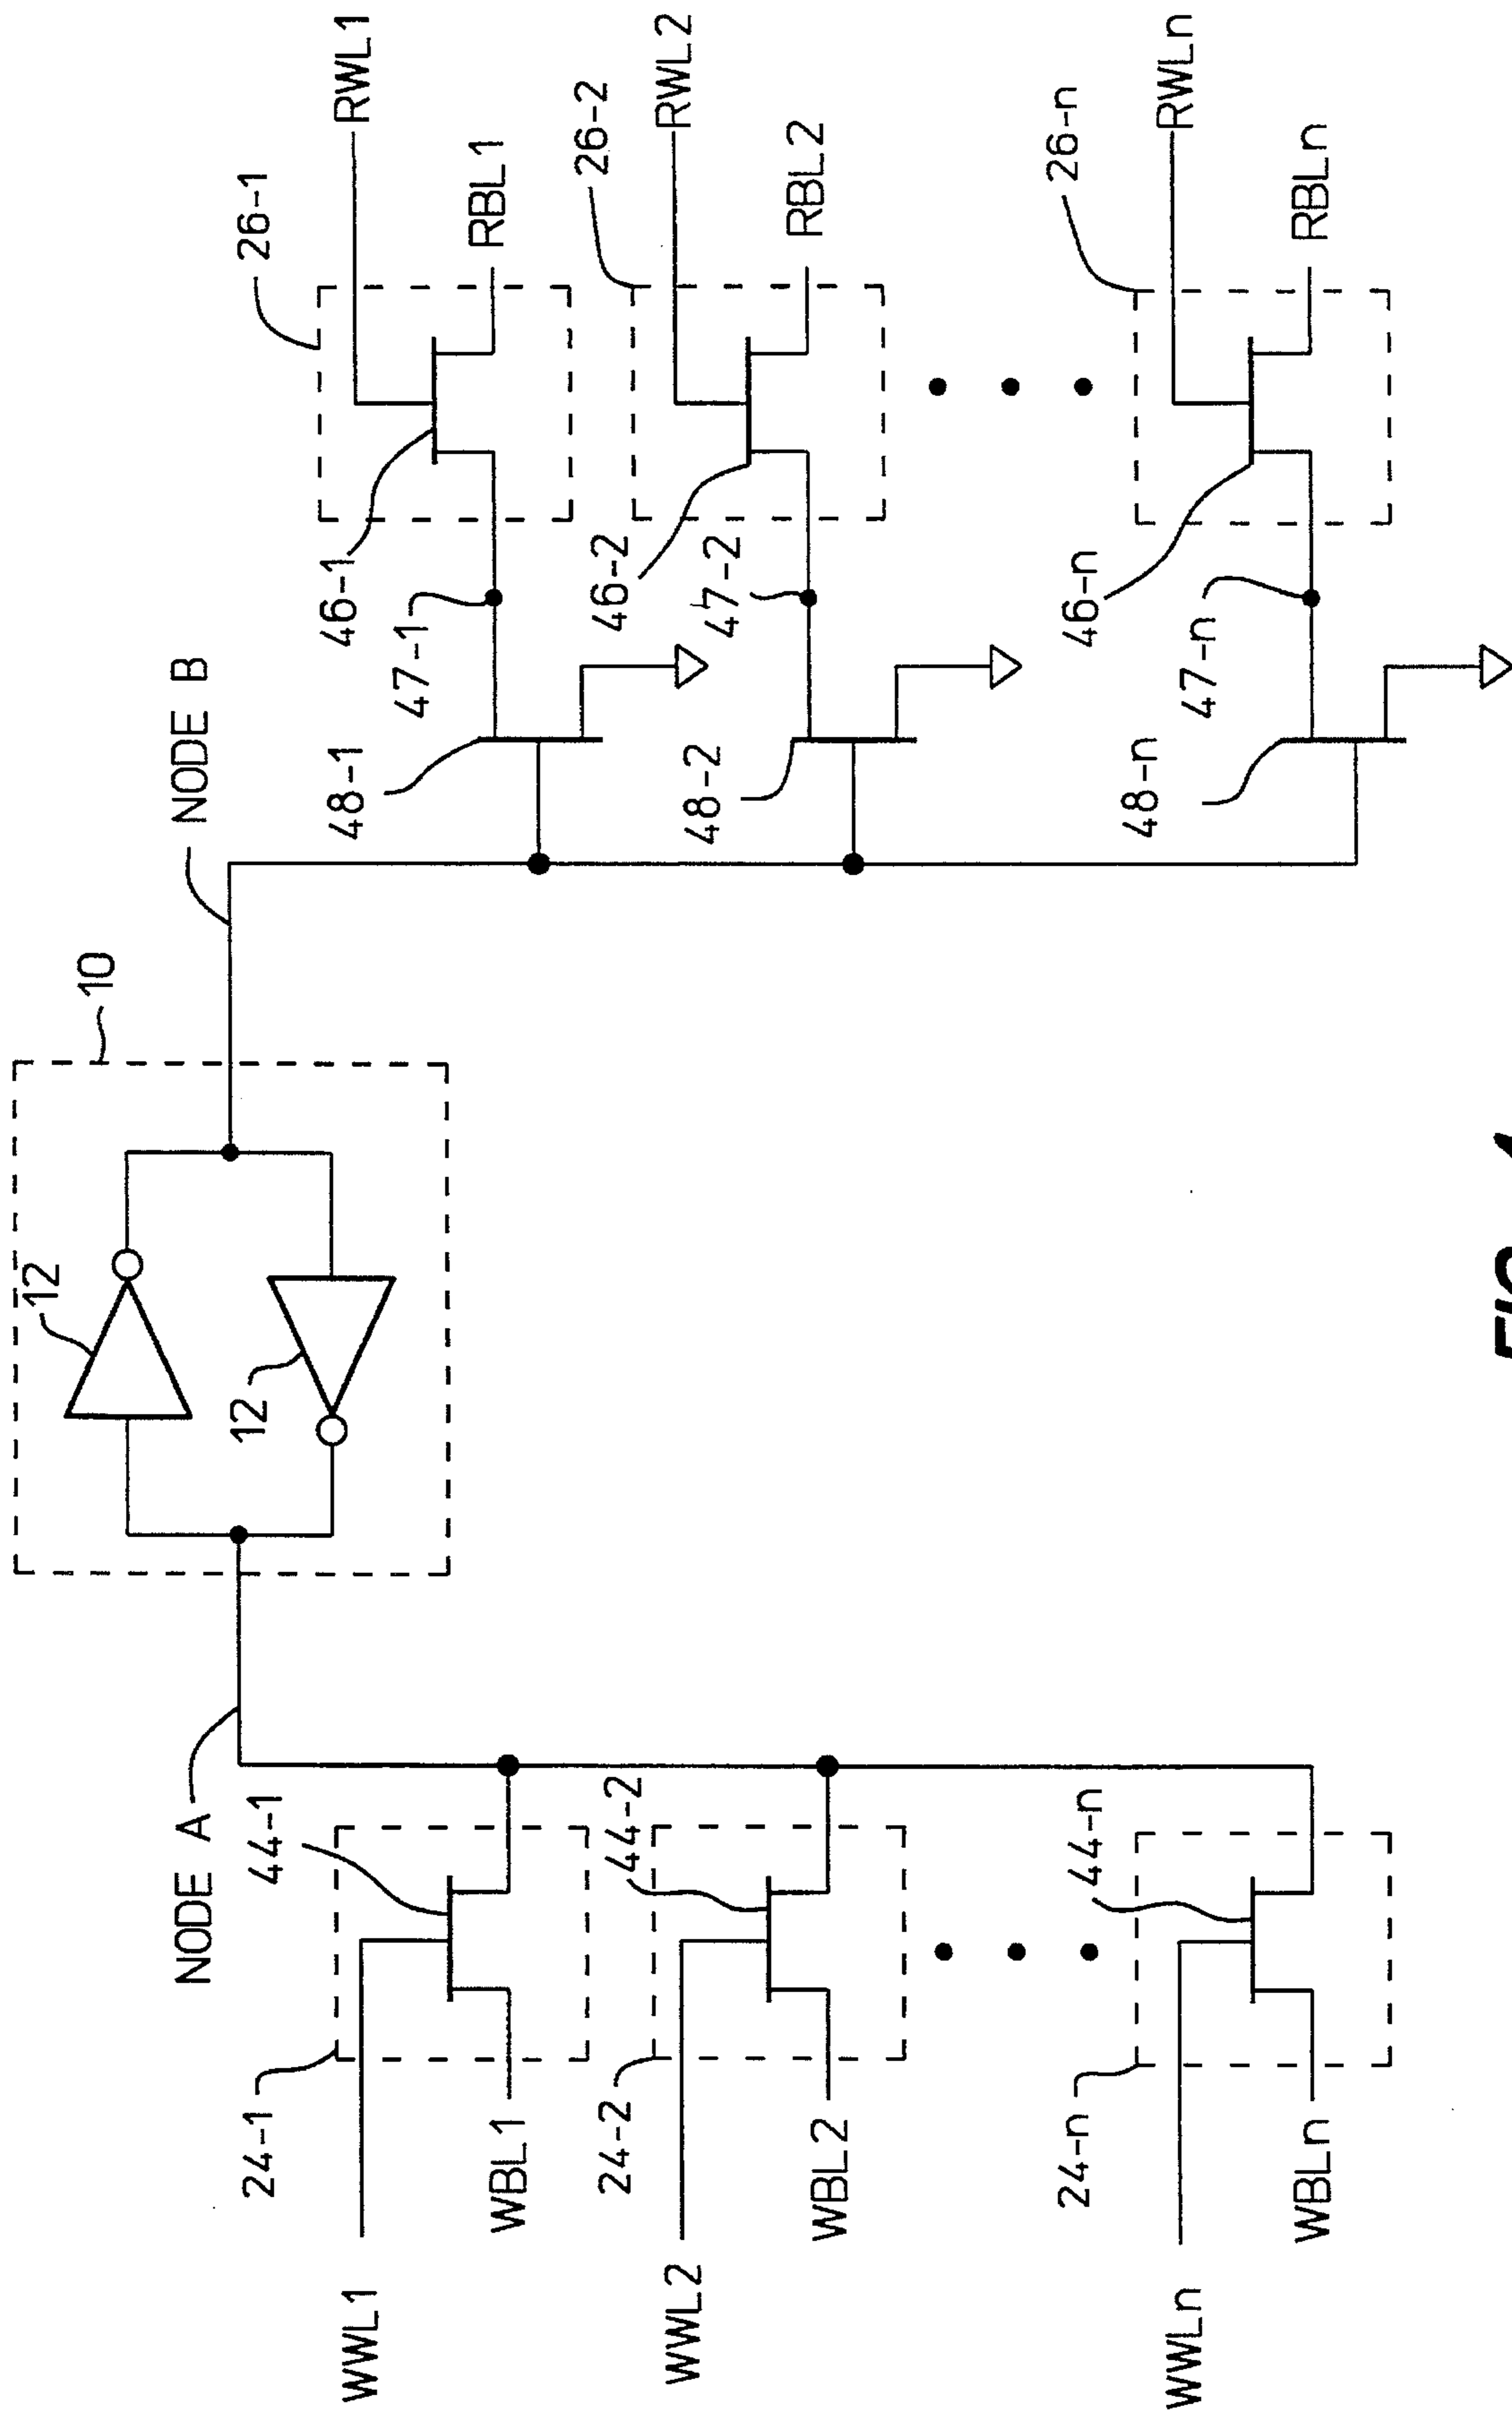 12
10
12
NODE A
NODE B
24-1
44-1
WWL1
WBL1
48-1
47-1
46-1
26-1
RWL1
RBL1
24-2
44-2
WWL2
WBL2
48-2
47-2
46-2
26-2
RWL2
RBL2
24-n
44-n
WWLn
WBLn
48-n
47-n
46-n
26-n
RWLn
RBLn